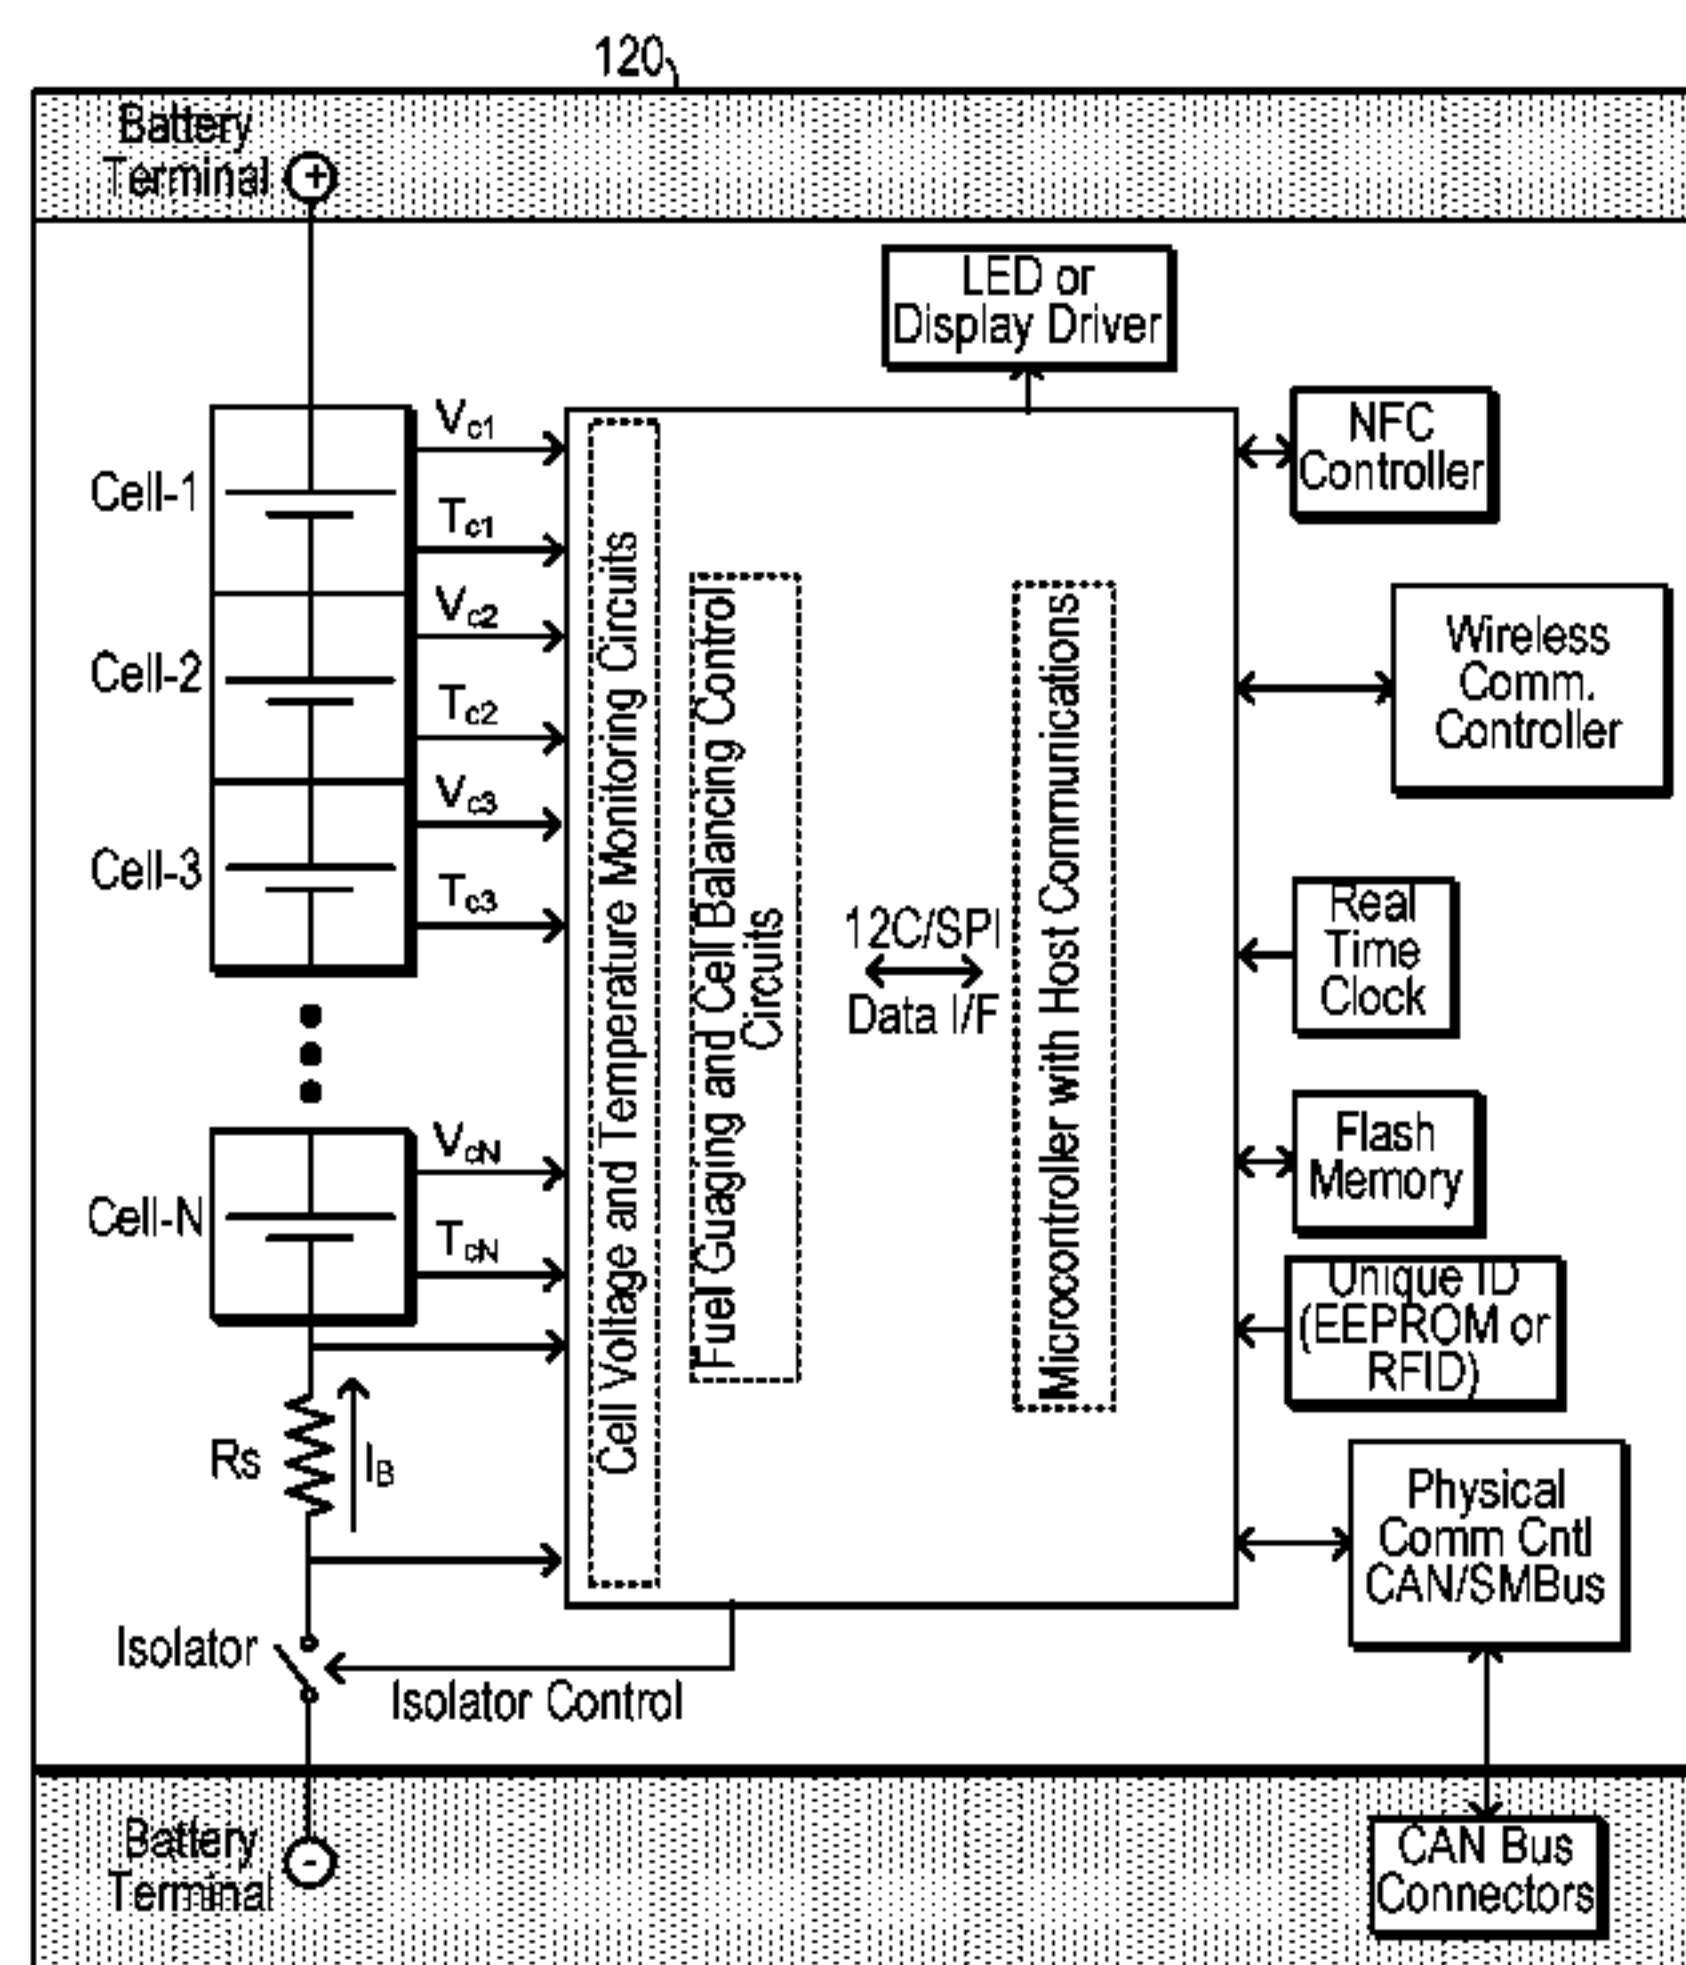 120
Battery
Terminal
+
LED or
Display Driver
NFC
Controller
Wireless
Comm.
Controller
Real
Time
Clock
Flash
Memory
Unique ID
(EEPROM or
RFID)
Physical
Comm Cntl
CAN/SMBus
CAN Bus
Connectors
Cell-1
Vc1
Tc1
Cell-2
Vc2
Tc2
Cell-3
Vc3
Tc3
Cell-N
VcN
TcN
Rs
IB
Cell Voltage and Temperature Monitoring Circuits
Fuel Guaging and Cell Balancing Control
Circuits
12C/SPI
Data I/F
Microcontroller with Host Communications
Isolator
Isolator Control
Battery
Terminal
-